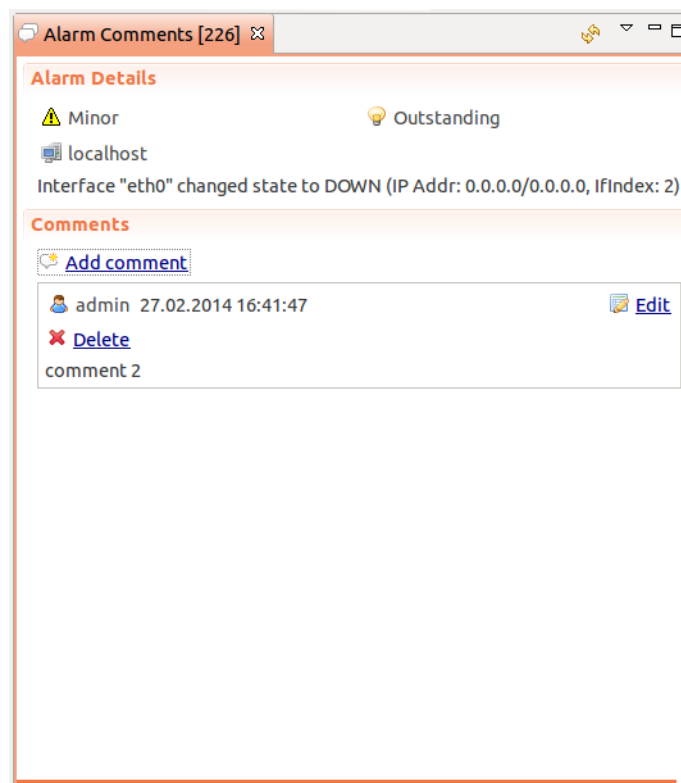 Alarm Comments [226]
Alarm Details
Minor Outstanding
localhost
Interface "eth0" changed state to DOWN (IP Addr: 0.0.0.0/0.0.0.0, IfIndex: 2)
Comments
Add comment
admin 27.02.2014 16:41:47 Edit
Delete
comment 2